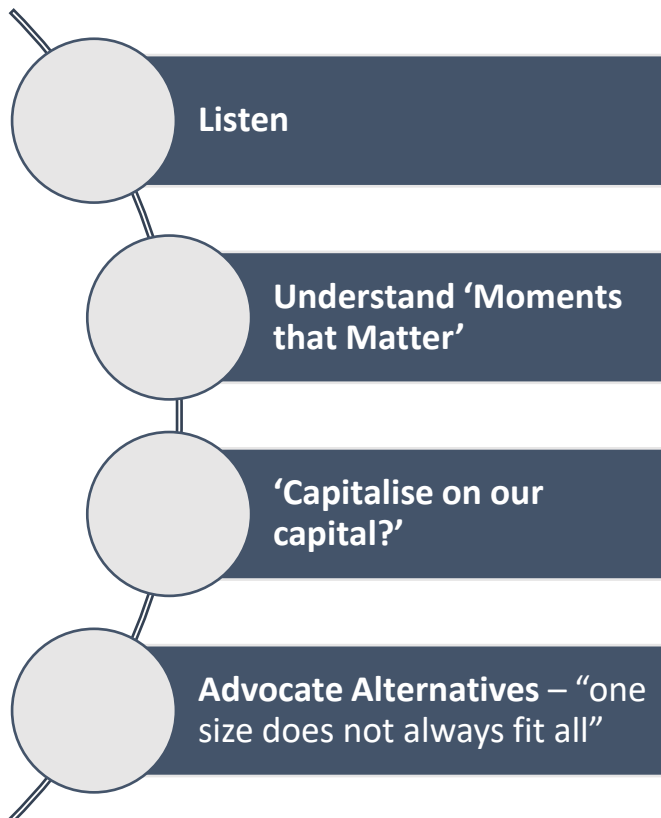 Listen
Understand ‘Moments
that Matter’
‘Capitalise on our
capital?’
Advocate Alternatives – “one
size does not always fit all”